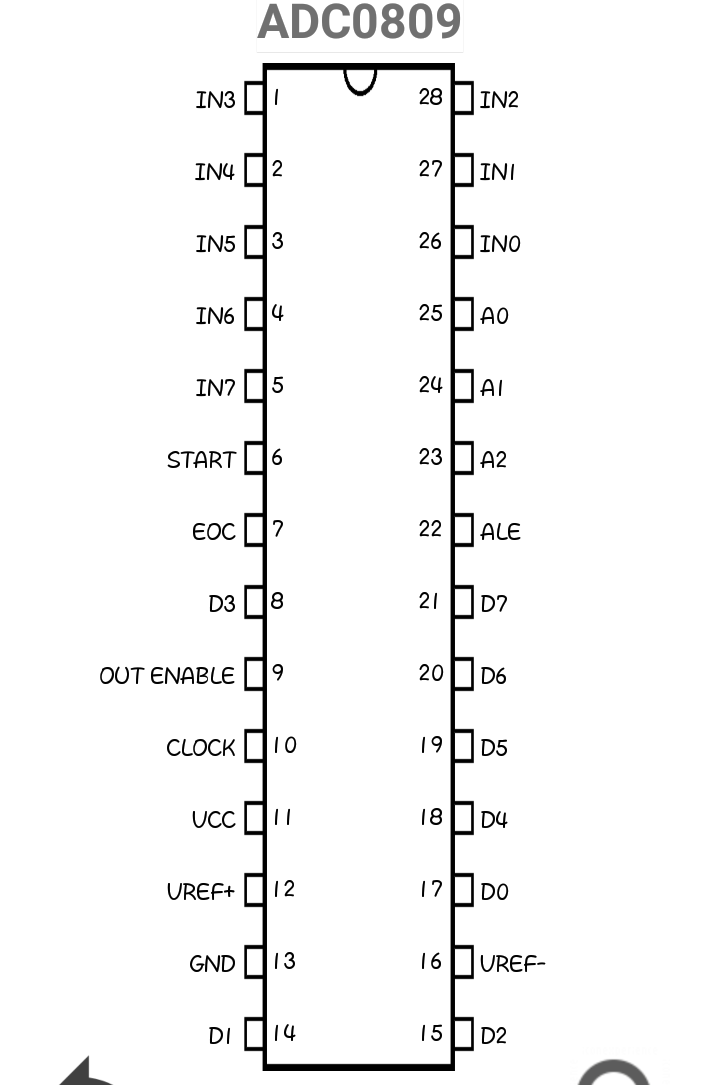 ADC0809
IN3 1 28 IN2
IN4 2 27 IN1
IN5 3 26 IN0
IN6 4 25 A0
IN7 5 24 A1
START 6 23 A2
EOC 7 22 ALE
D3 8 21 D7
OUT ENABLE 9 20 D6
CLOCK 10 19 D5
UCC 11 18 D4
UREF+ 12 17 D0
GND 13 16 UREF-
D1 14 15 D2